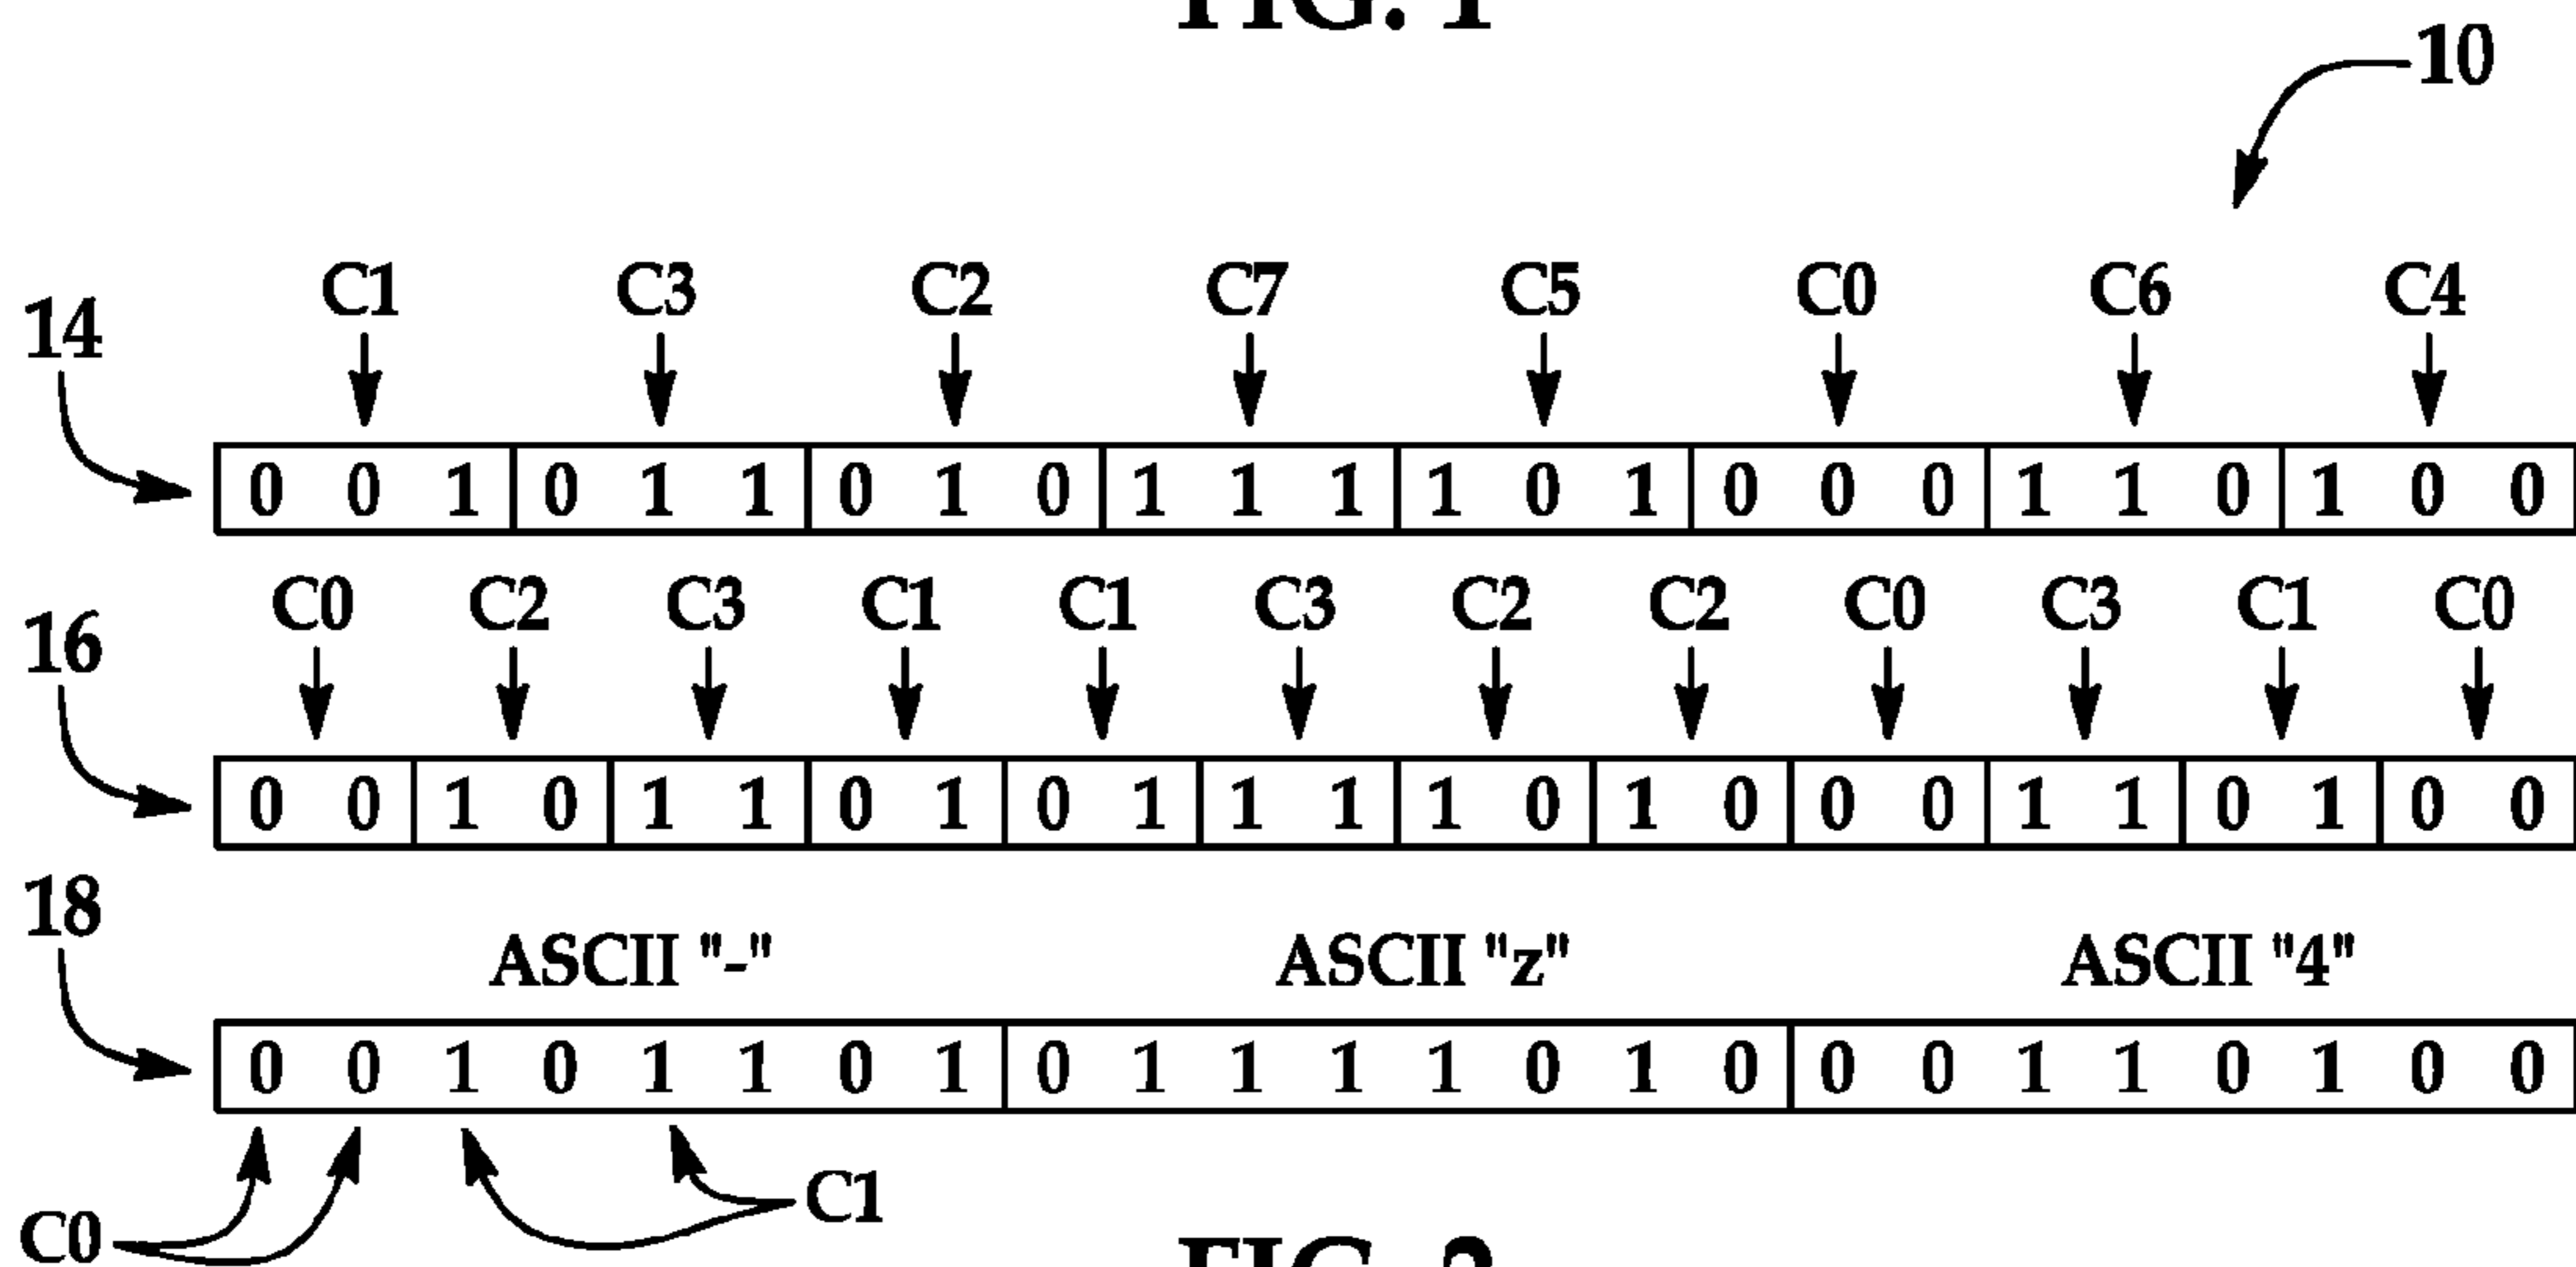 FIG. 1
10
C1 C3 C2 C7 C5 C0 C6 C4
14
0 0 1 0 1 1 0 1 0 1 1 1 1 0 1 0 0 0 1 1 0 1 0 0
C0 C2 C3 C1 C1 C3 C2 C2 C0 C3 C1 C0
16
0 0 1 0 1 1 0 1 0 1 1 1 1 0 1 0 0 0 1 1 0 1 0 0
18
ASCII "-" ASCII "z" ASCII "4"
0 0 1 0 1 1 0 1 0 1 1 1 1 0 1 0 0 0 1 1 0 1 0 0
C0 C1